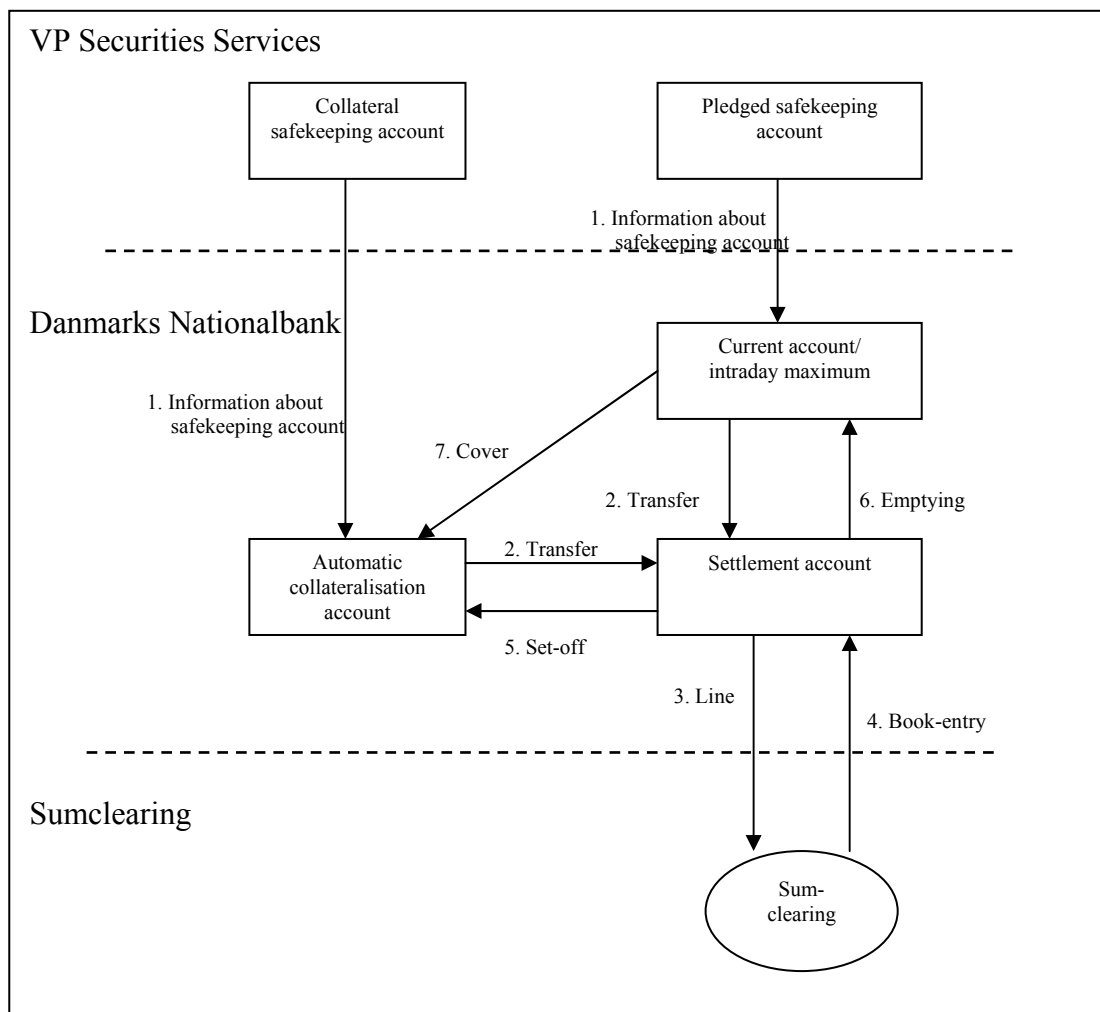 VP Securities Services
Collateral
safekeeping account
Pledged safekeeping
account
1. Information about
safekeeping account
Danmarks Nationalbank
Current account/
intraday maximum
1. Information about
safekeeping account
7. Cover
2. Transfer
6. Emptying
Automatic
collateralisation
account
2. Transfer
Settlement account
5. Set-off
3. Line
4. Book-entry
Sumclearing
Sum-
clearing